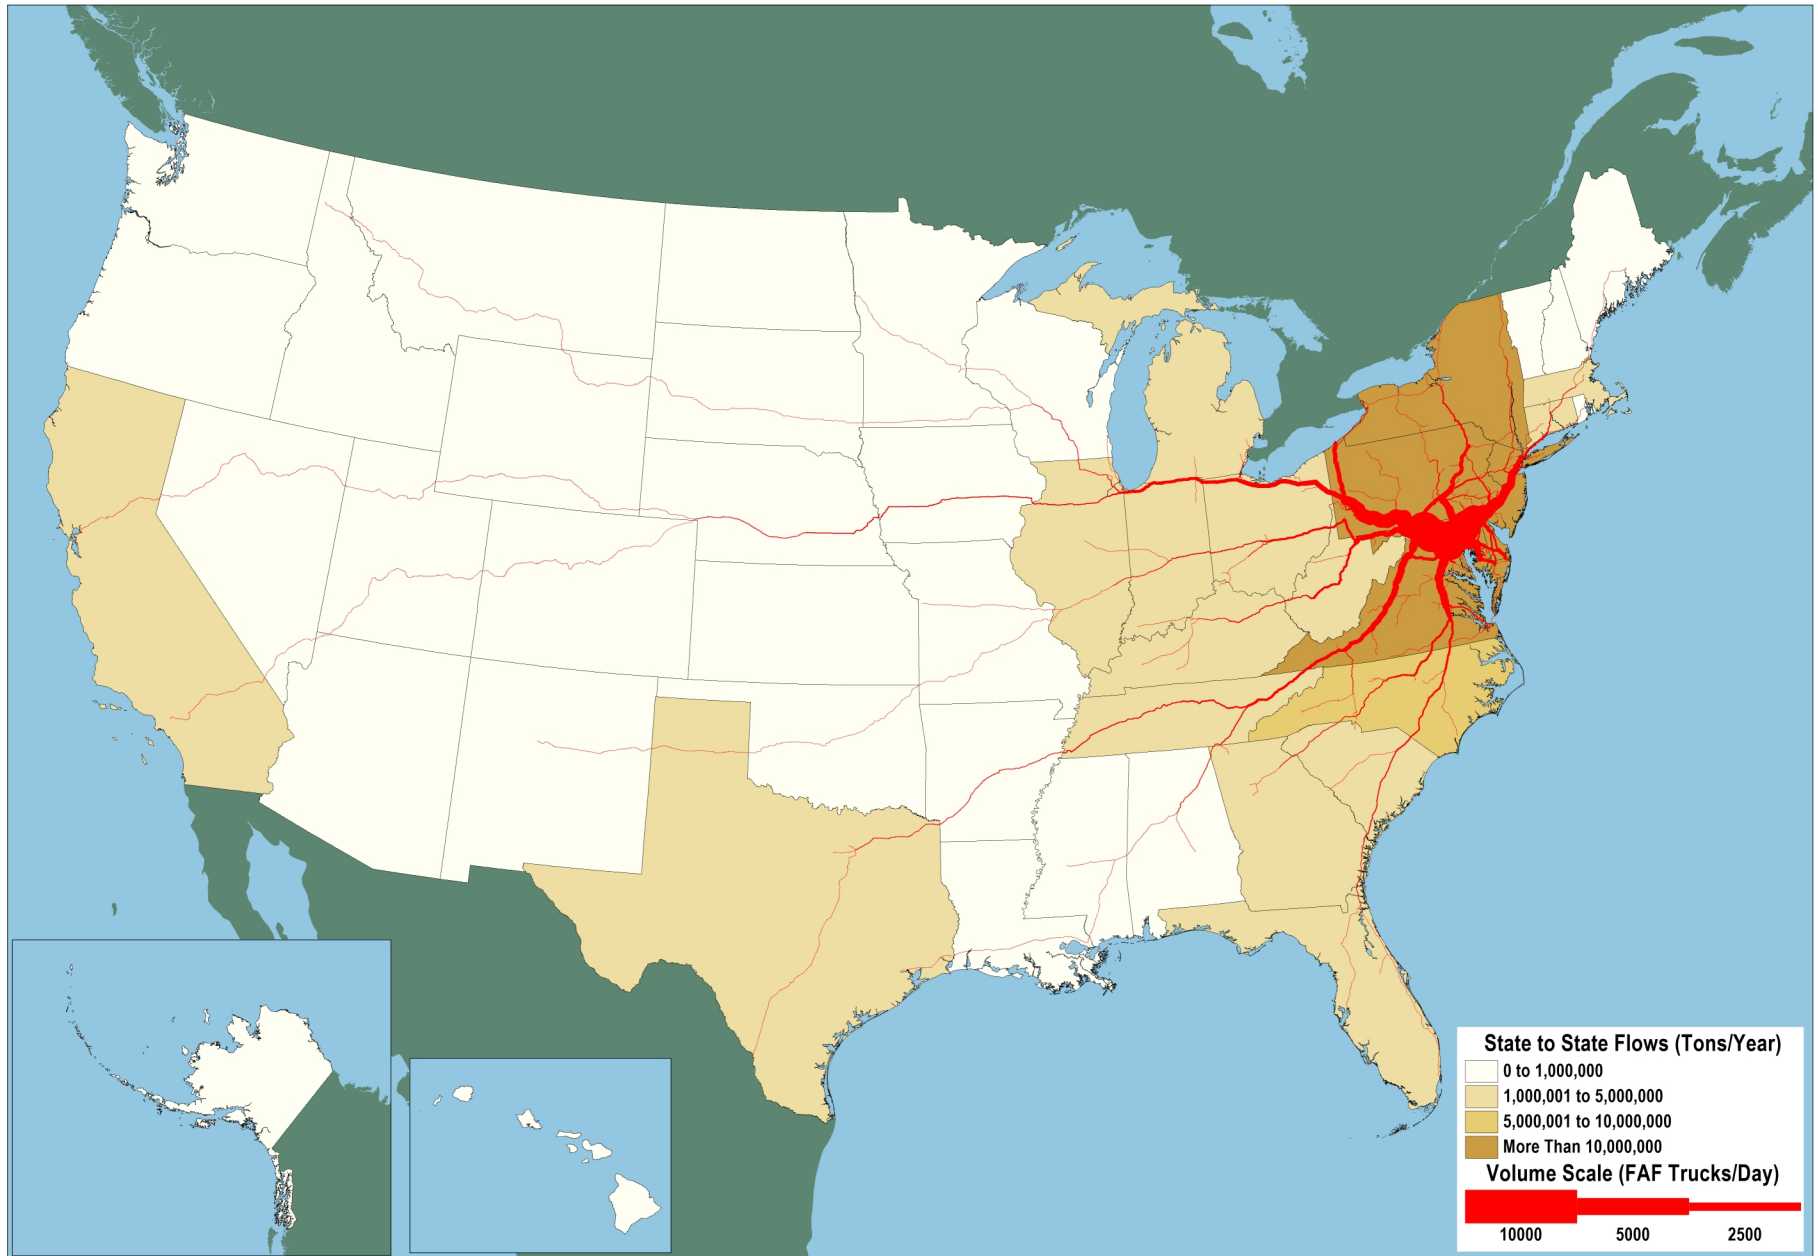 State to State Flows (Tons/Year)
0 to 1,000,000
1,000,001 to 5,000,000
5,000,001 to 10,000,000
More Than 10,000,000
Volume Scale (FAF Trucks/Day)
10000 5000 2500